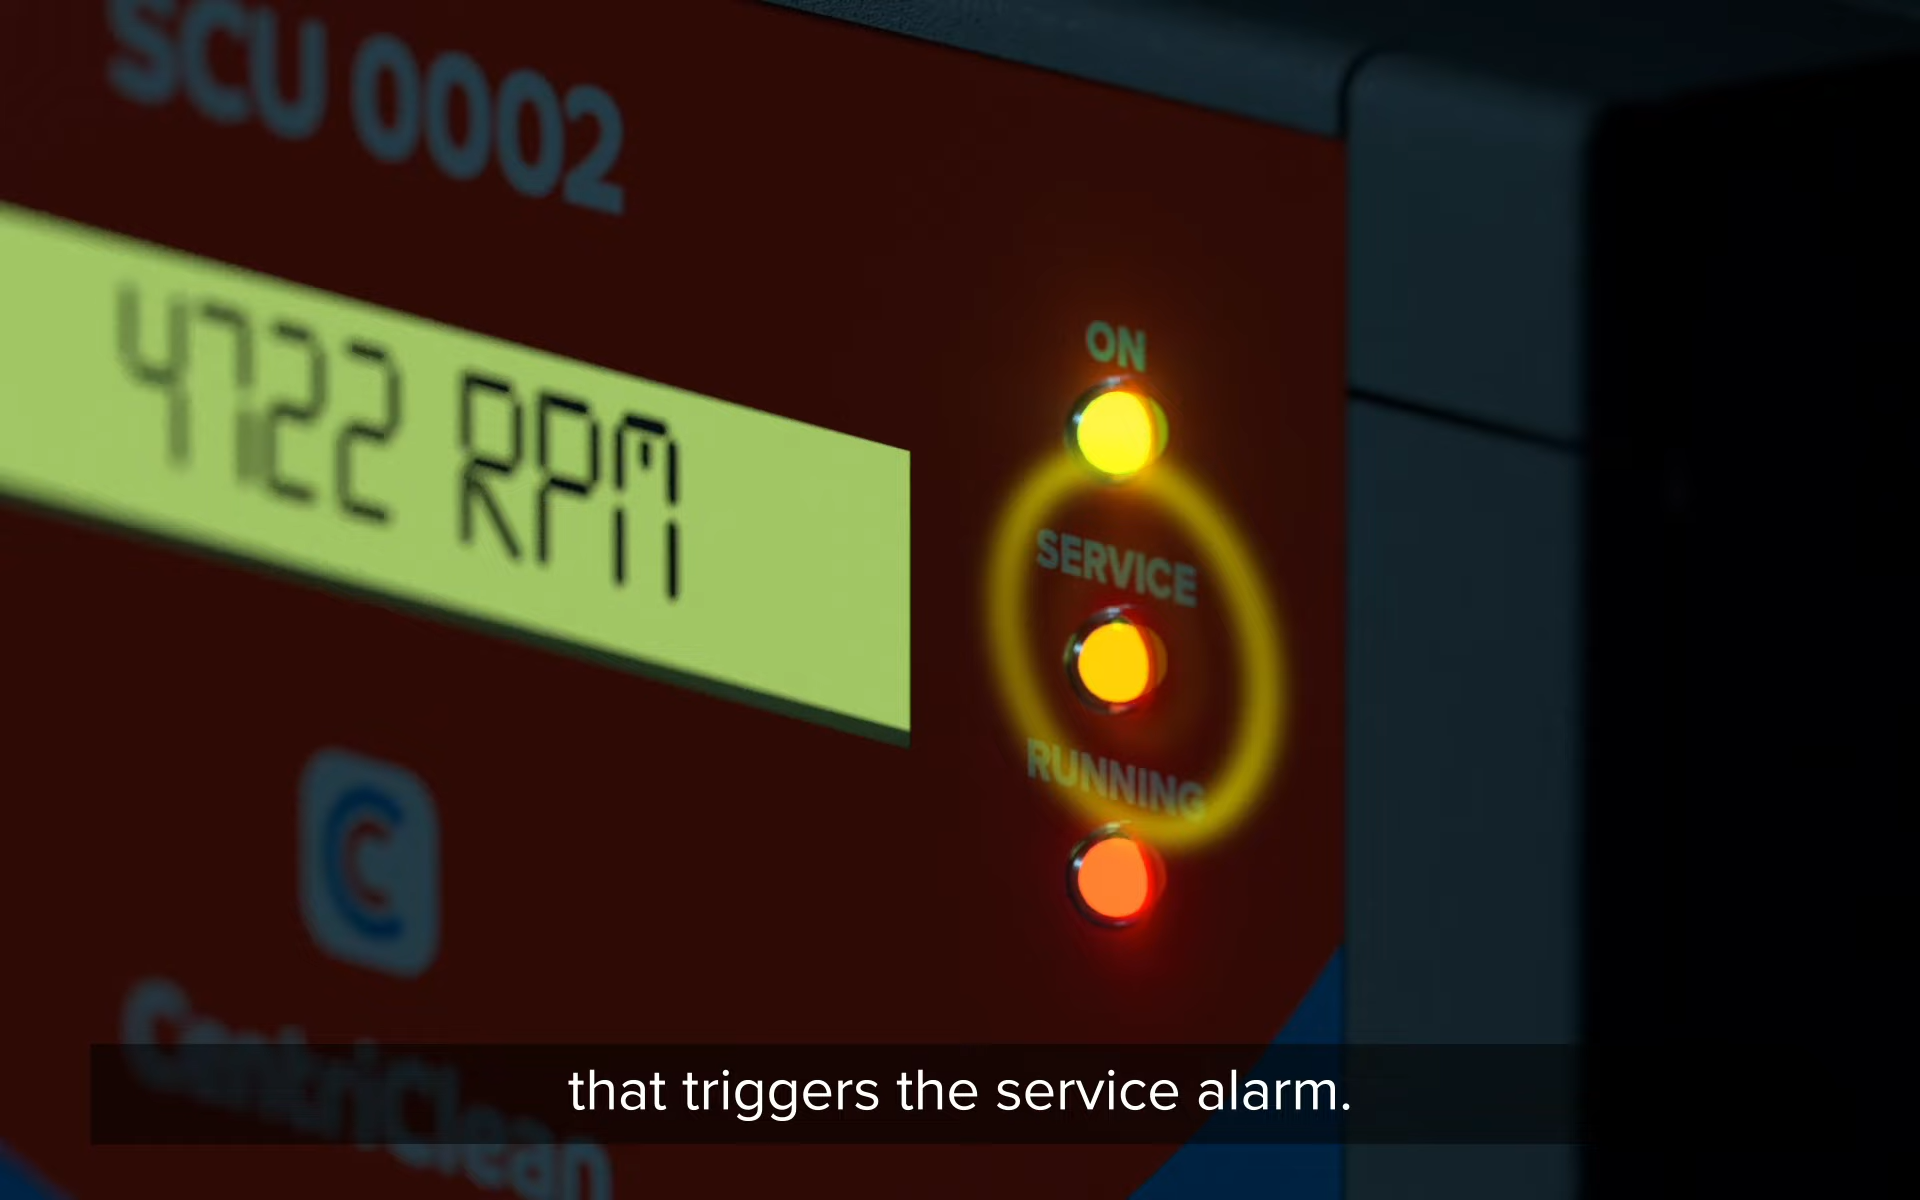 SCU 0002
4722 RPM
ON
SERVICE
RUNNING
CentriClean
that triggers the service alarm.